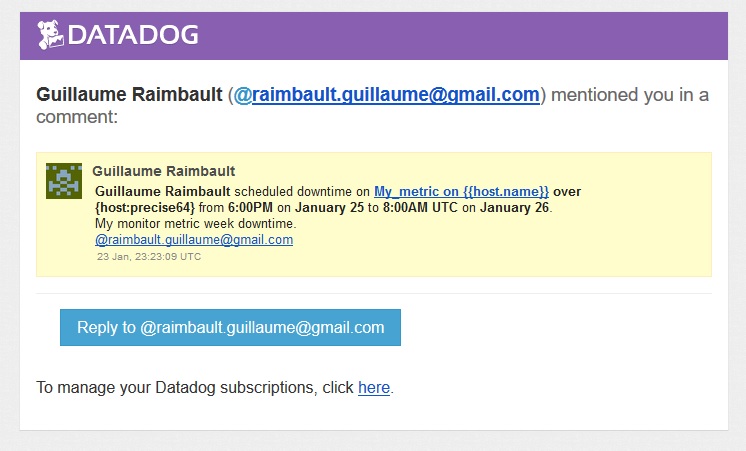 DATADOG
Guillaume Raimbault (@raimbault.guillaume@gmail.com) mentioned you in a
comment:
Guillaume Raimbault
Guillaume Raimbault scheduled downtime on My_metric on {{host.name}} over
{host:precise64} from 6:00PM on January 25 to 8:00AM UTC on January 26.
My monitor metric week downtime.
@raimbault.guillaume@gmail.com
23 Jan, 23:23:09 UTC
Reply to @raimbault.guillaume@gmail.com
To manage your Datadog subscriptions, click here.